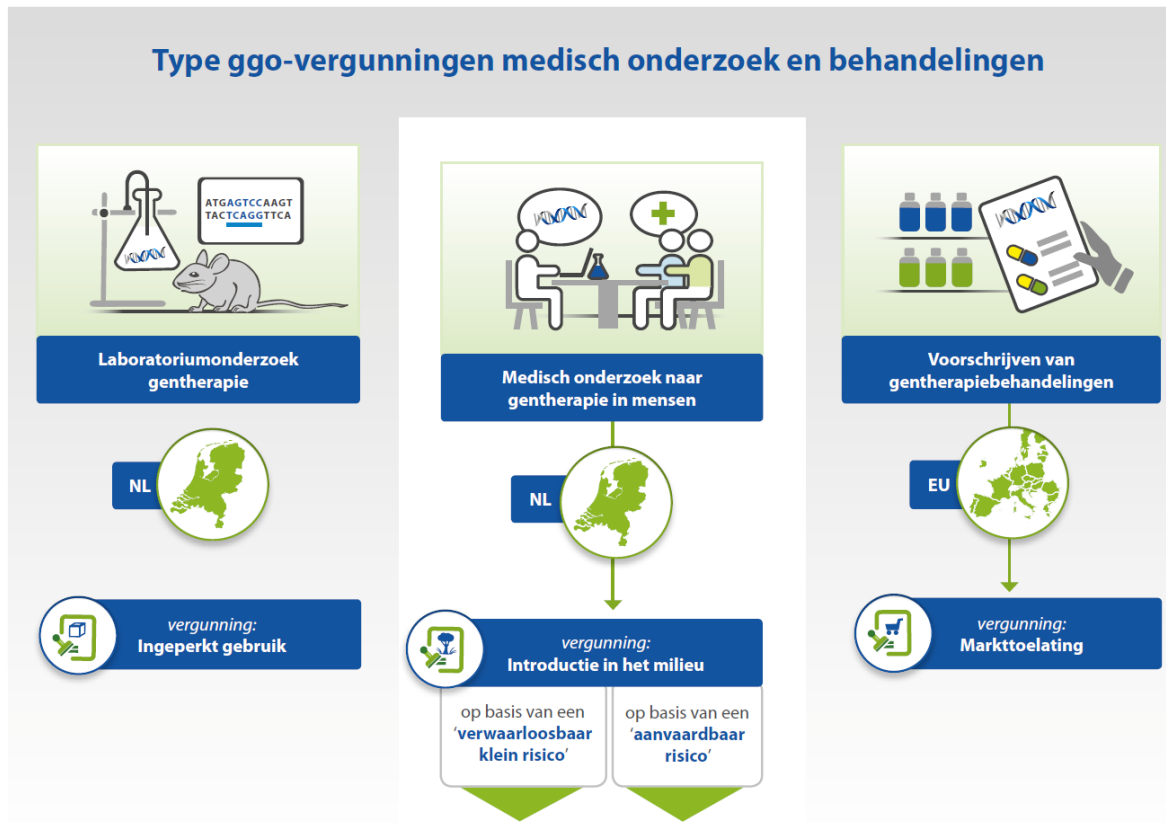 Type ggo-vergunningen medisch onderzoek en behandelingen
ATGAGTCCAAGT
TACTCAGGTTCA
Laboratoriumonderzoek
gentherapie
NL
vergunning:
Ingeperkt gebruik
Medisch onderzoek naar
gentherapie in mensen
NL
vergunning:
Introductie in het milieu
op basis van een
‘verwaarloosbaar
klein risico’
op basis van een
‘aanvaardbaar
risico’
Voorschrijven van
gentherapiebehandelingen
EU
vergunning:
Markttoelating